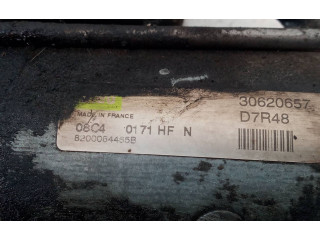 30620657
MADE IN FRANCE
D7R48
08C4 0171 HF N
8200064455B